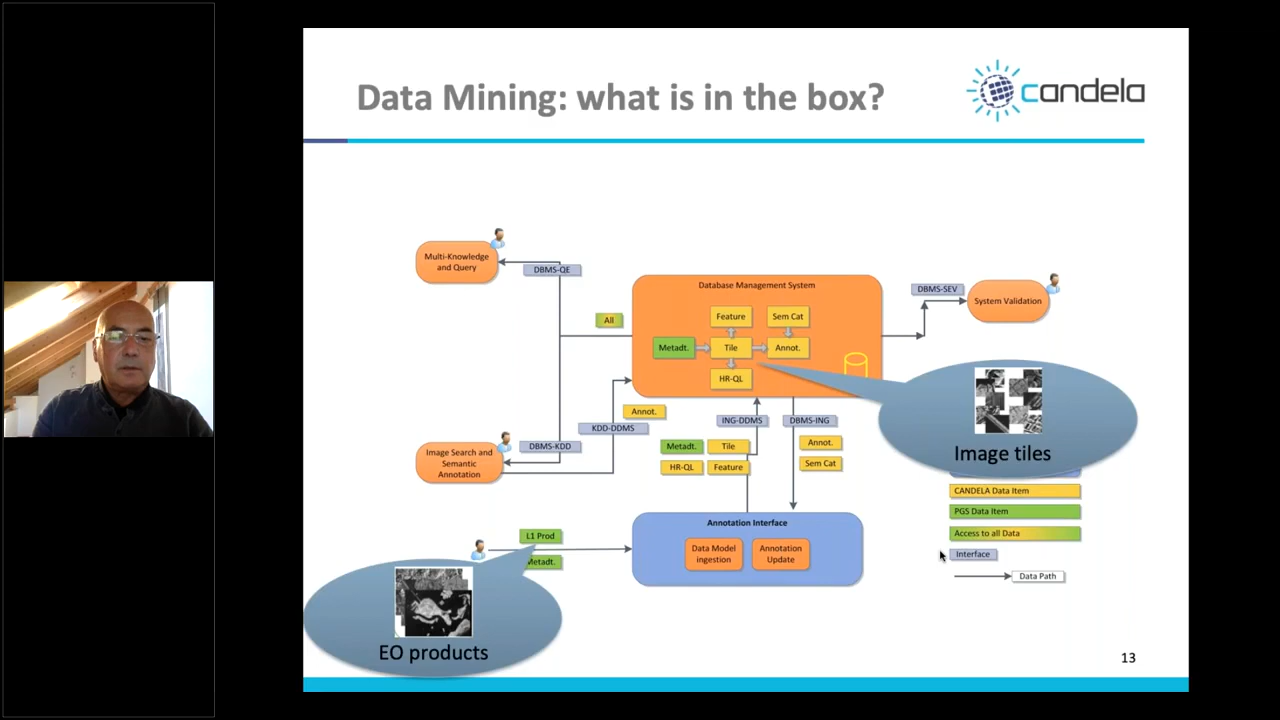 Data Mining: what is in the box?
candela
Multi-Knowledge
and Query
DBMS-QE
All
Database Management System
Feature
Sem Cat
Metadt.
Tile
Annot.
HR-QL
DBMS-SEV
System Validation
Image tiles
Annot.
KDD-DDMS
ING-DDMS
DBMS-ING
Metadt.
Tile
HR-QL
Feature
Annot.
Sem Cat
DBMS-KDD
Image Search and
Semantic
Annotation
L1 Prod
Metadt.
EO products
Annotation Interface
Data Model
ingestion
Annotation
Update
CANDELA Data Item
PGS Data Item
Access to all Data
Interface
Data Path
13